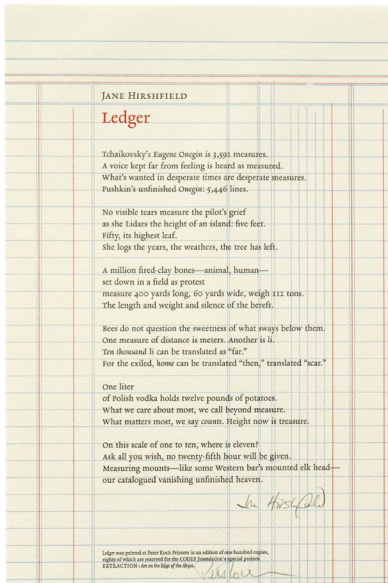 JANE HIRSHFIELD
Ledger
Tchaikovsky's Eugene Onegin is 3,592 measures.
A voice kept far from feeling is heard as measured.
What's wanted in desperate times are desperate measures.
Pushkin's unfinished Onegin: 5,446 lines.
No visible tears measure the pilot's grief
as she Lidars the height of an island: five feet.
Fifty, its highest leaf.
She logs the years, the weathers, the tree has left.
A million fired-clay bones—animal, human—
set down in a field as protest
measure 400 yards long, 60 yards wide, weigh 112 tons.
The length and weight and silence of the bereft.
Bees do not question the sweetness of what sways below them.
One measure of distance is meters. Another is li.
Ten thousand li can be translated as "far."
For the exiled, home can be translated "then," translated "scar."
One liter
of Polish vodka holds twelve pounds of potatoes.
What we care about most, we call beyond measure.
What matters most, we say counts. Height now is treasure.
On this scale of one to ten, where is eleven?
Ask all you wish, no twenty-fifth hour will be given.
Measuring mounts—like some Western bar's mounted elk head—
our catalogued vanishing unfinished heaven.
Jane Hirshfield
Ledger was printed at Peter Koch Printers in an edition of one hundred copies,
eighty of which are reserved for the CODEX Foundation's special projects
EXTRACTION: Art on the Edge of the Abyss.